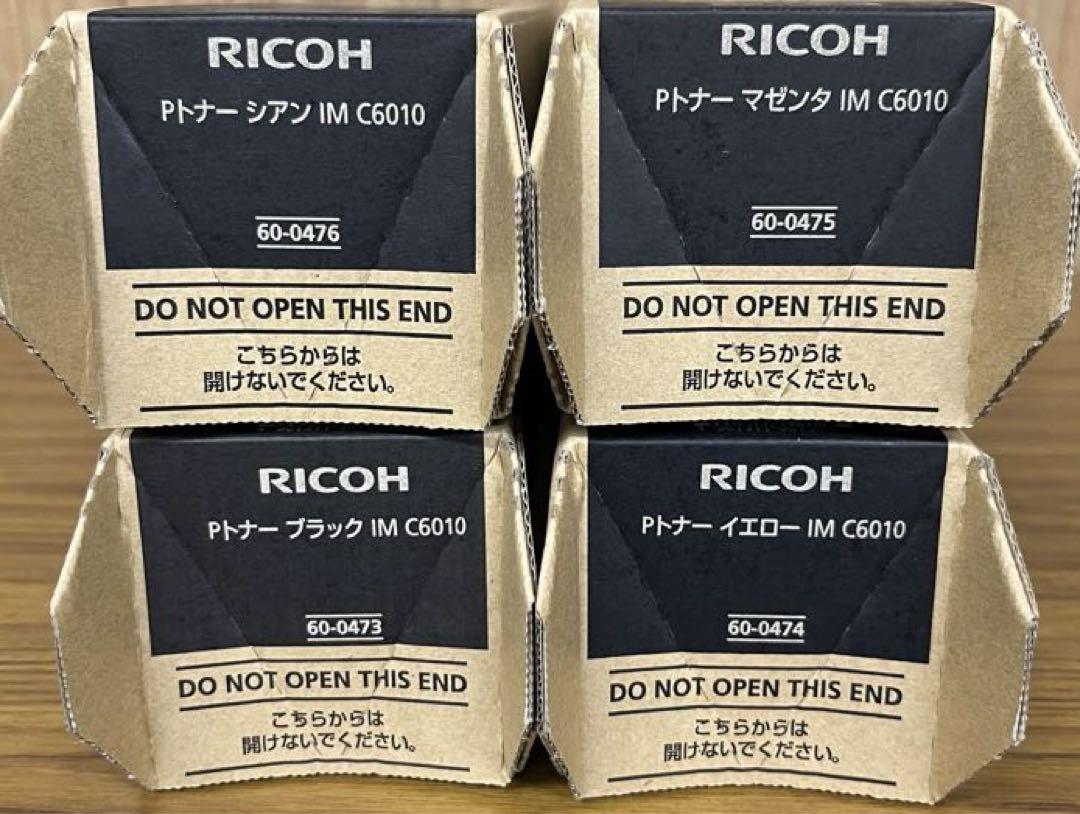 RICOH
Pトナー シアン IM C6010
60-0476
DO NOT OPEN THIS END
こちらからは
開けないでください。
RICOH
Pトナー マゼンタ IM C6010
60-0475
DO NOT OPEN THIS END
こちらからは
開けないでください。
RICOH
Pトナー ブラック IM C6010
60-0473
DO NOT OPEN THIS END
こちらからは
開けないでください。
RICOH
Pトナー イエロー IM C6010
60-0474
DO NOT OPEN THIS END
こちらからは
開けないでください。